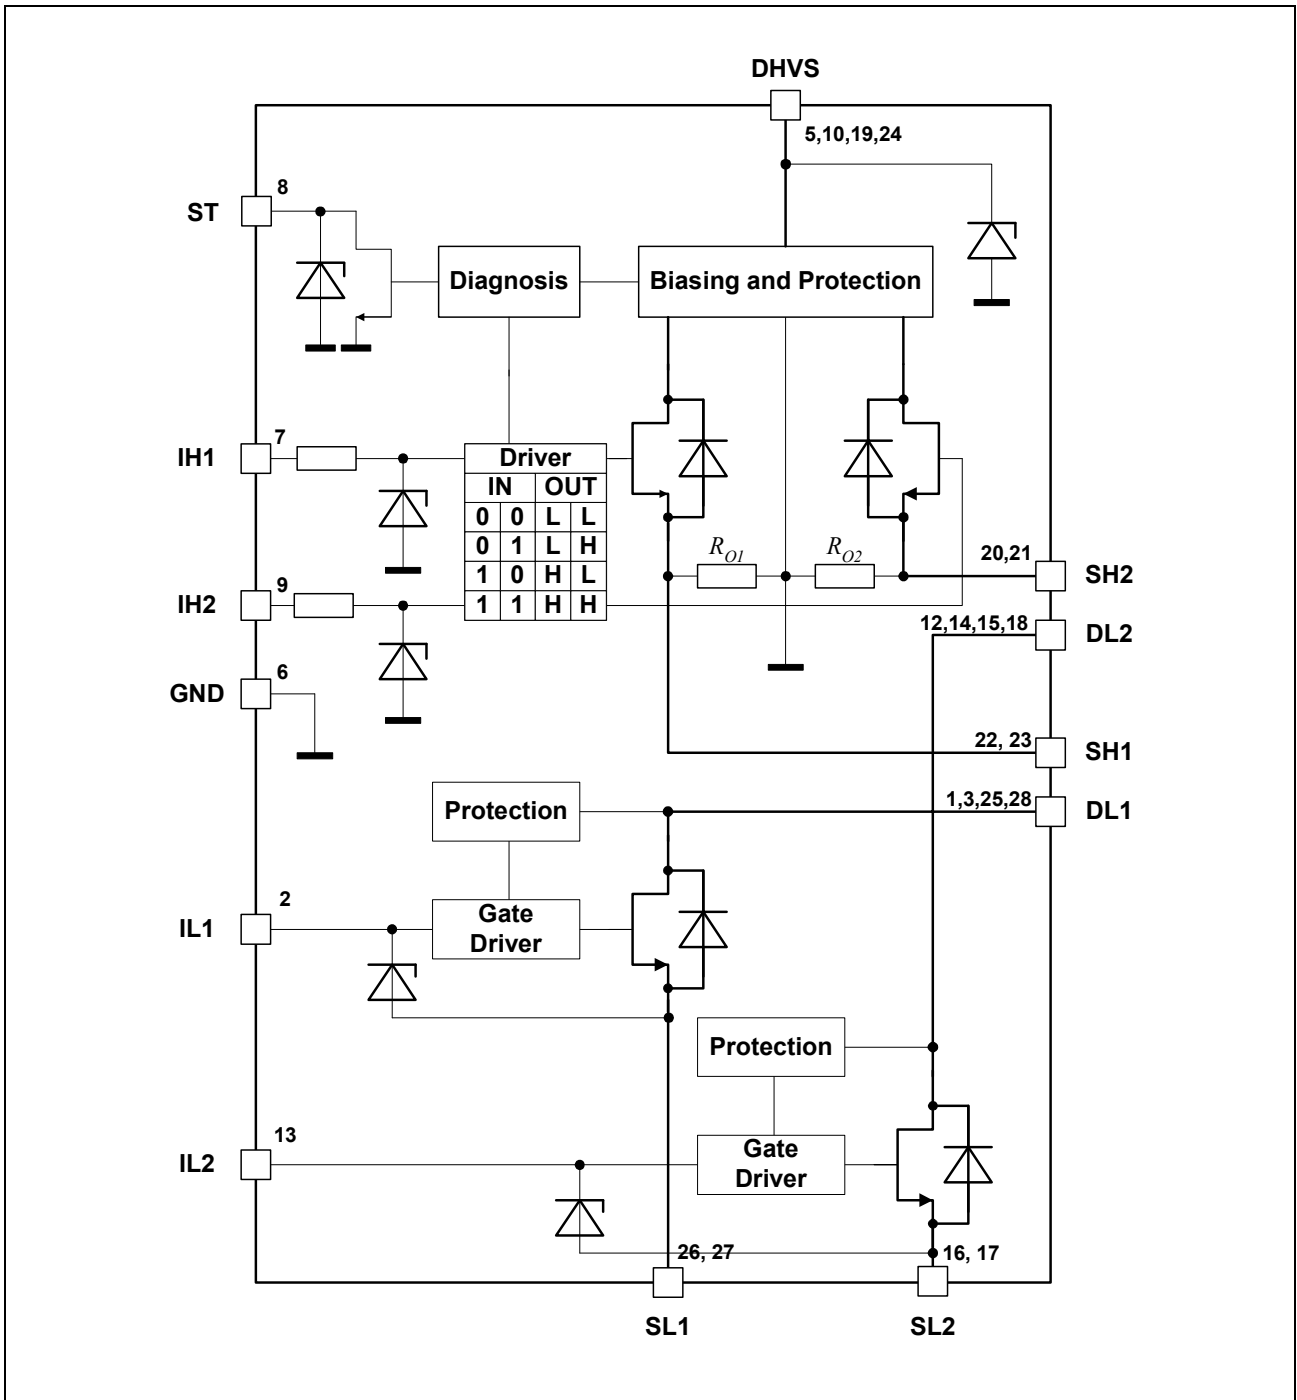 DHVS
5,10,19,24
8
ST
Diagnosis
Biasing and Protection
7
IH1
Driver
IN OUT
0 0 L L
0 1 L H
1 0 H L
1 1 H H
RO1
RO2
20,21
SH2
9
IH2
12,14,15,18
DL2
6
GND
22, 23
SH1
Protection
1,3,25,28
DL1
2
IL1
Gate
Driver
Protection
13
IL2
Gate
Driver
26, 27
16, 17
SL1
SL2